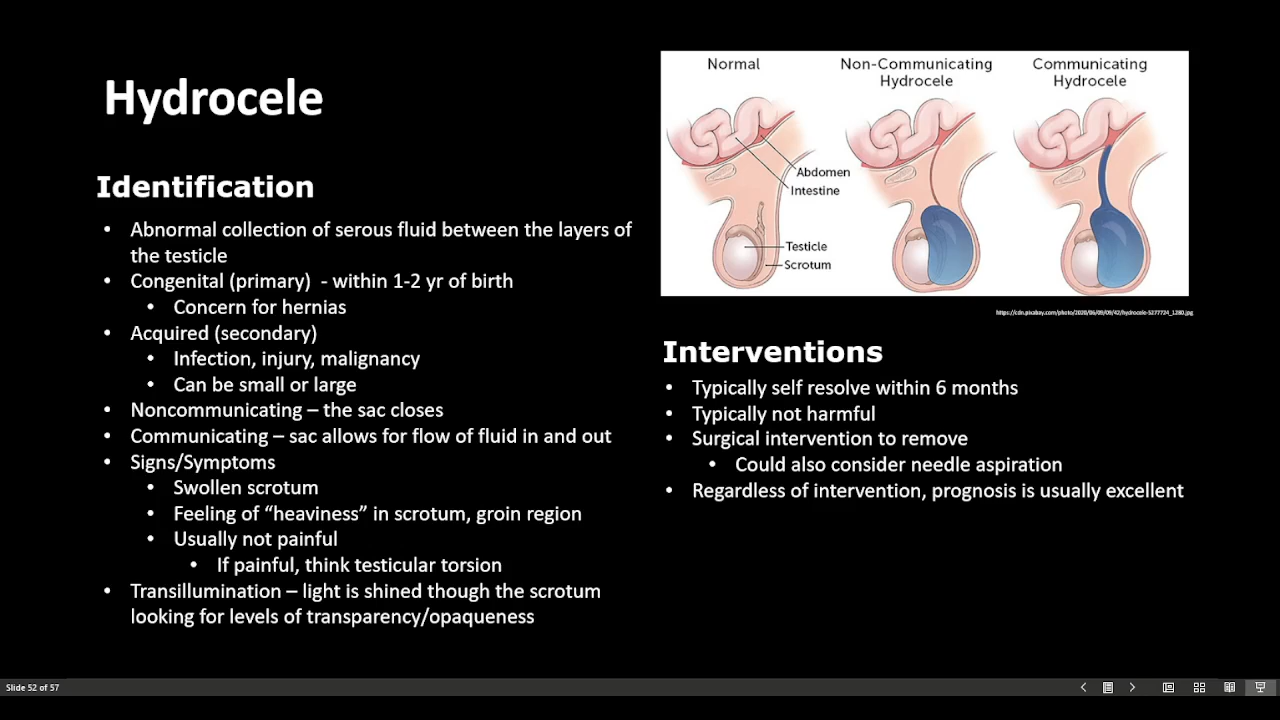 Hydrocele
Identification
• Abnormal collection of serous fluid between the layers of
the testicle
• Congenital (primary)  - within 1-2 yr of birth
• Concern for hernias
• Acquired (secondary)
• Infection, injury, malignancy
• Can be small or large
• Noncommunicating – the sac closes
• Communicating – sac allows for flow of fluid in and out
• Signs/Symptoms
• Swollen scrotum
• Feeling of “heaviness” in scrotum, groin region
• Usually not painful
• If painful, think testicular torsion
• Transillumination – light is shined though the scrotum
looking for levels of transparency/opaqueness
Normal
Non-Communicating
Hydrocele
Communicating
Hydrocele
Abdomen
Intestine
Testicle
Scrotum
https://cdn.pixabay.com/photo/2020/06/09/09/42/hydrocele-5277724_1280.jpg
Interventions
• Typically self resolve within 6 months
• Typically not harmful
• Surgical intervention to remove
• Could also consider needle aspiration
• Regardless of intervention, prognosis is usually excellent
Slide 52 of 57